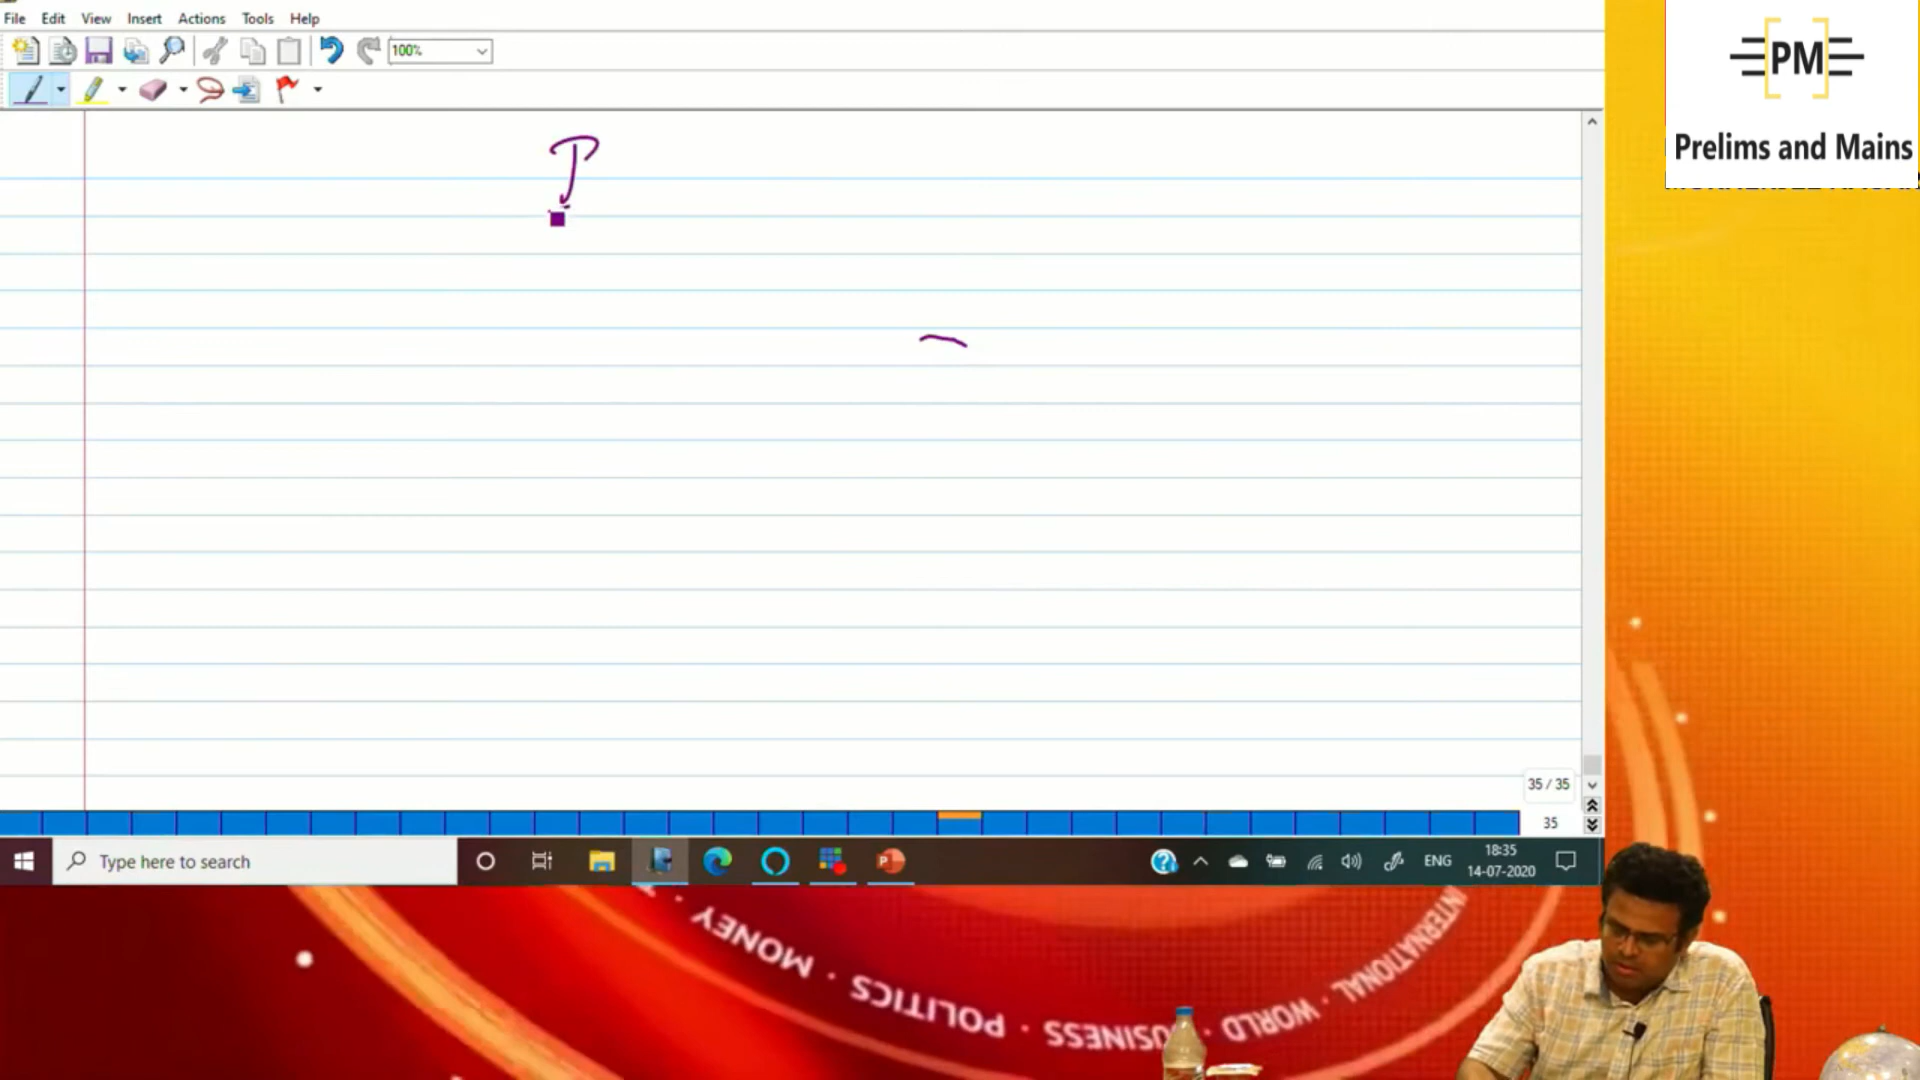 File Edit View Insert Actions Tools Help
PM
Prelims and Mains
100%
35 / 35
35
Type here to search
ENG
18:35
14-07-2020
INTERNATIONAL · WORLD · BUSINESS · POLITICS · MONEY ·